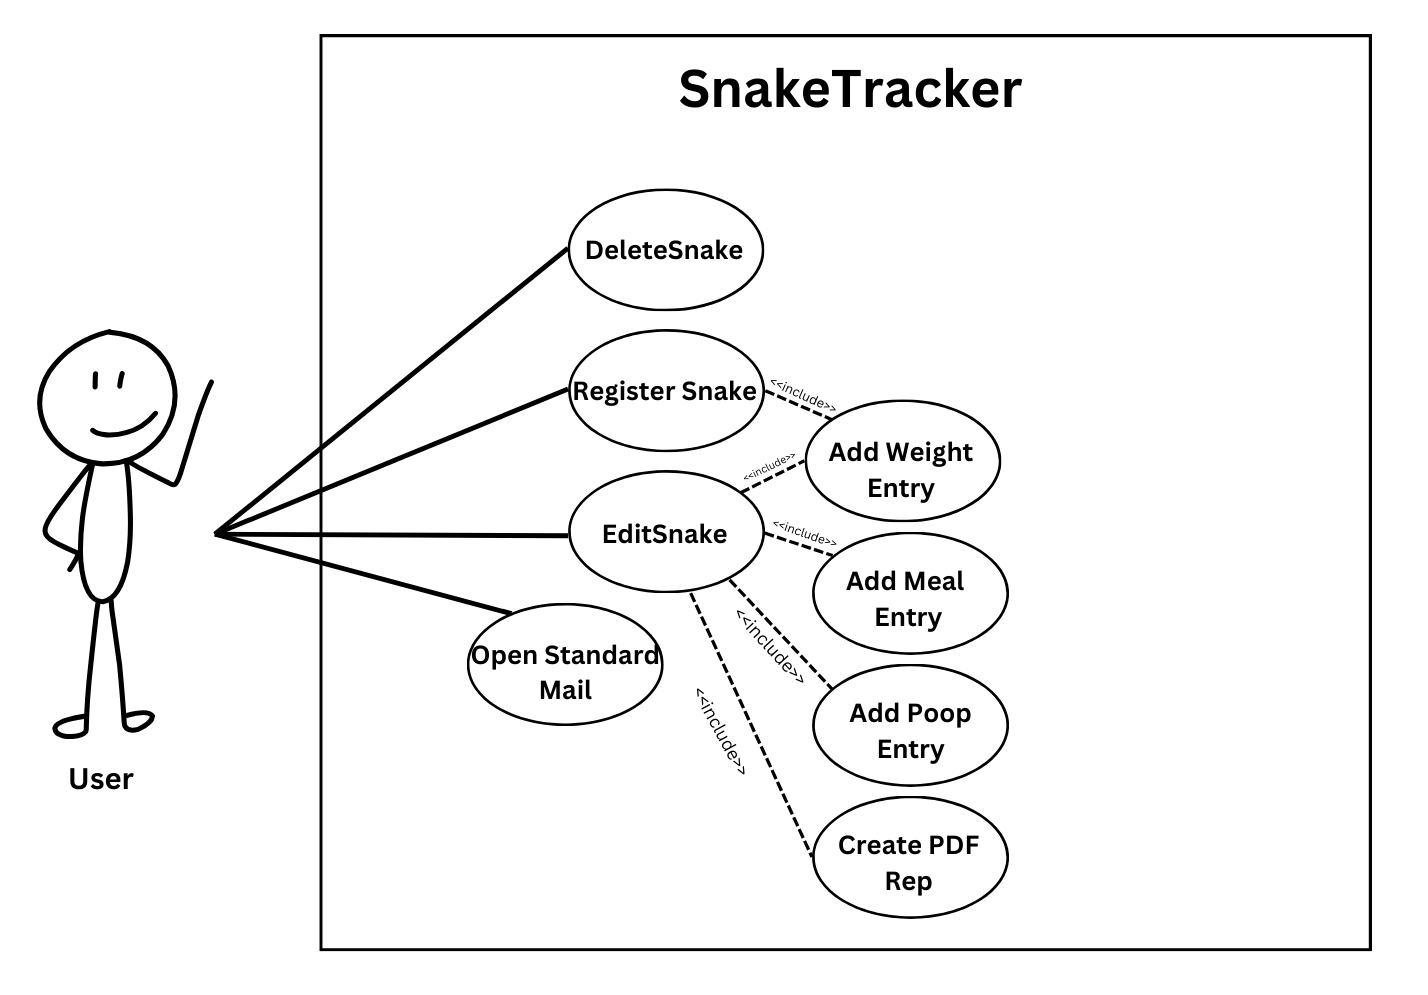 SnakeTracker
DeleteSnake
Register Snake
<<include>>
Add Weight
Entry
<<include>>
EditSnake
<<include>>
Add Meal
Entry
<<include>>
Open Standard
Mail
Add Poop
Entry
<<include>>
User
Create PDF
Rep